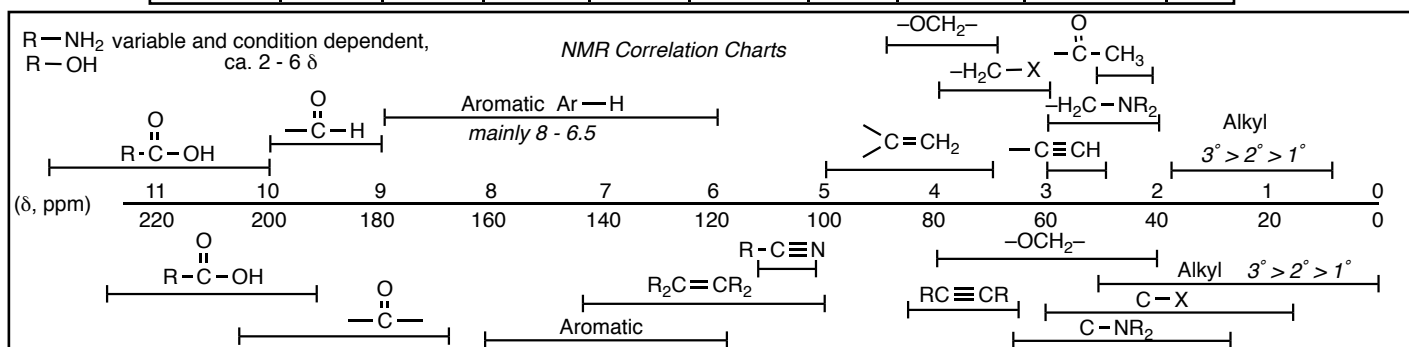 R—NH₂ variable and condition dependent,
R—OH ca. 2 - 6 δ
NMR Correlation Charts
–OCH₂–
O
–C–CH₃
–H₂C–X
–H₂C–NR₂
O
–C–H
Aromatic Ar—H
mainly 8 - 6.5
O
R-C-OH
C=CH₂
–C≡CH
Alkyl
3° > 2° > 1°
(δ, ppm)
11 10 9 8 7 6 5 4 3 2 1 0
220 200 180 160 140 120 100 80 60 40 20 0
O
R-C-OH
O
—C—
R-C≡N
R₂C=CR₂
Aromatic
–OCH₂–
RC≡CR
Alkyl 3° > 2° > 1°
C–X
C–NR₂